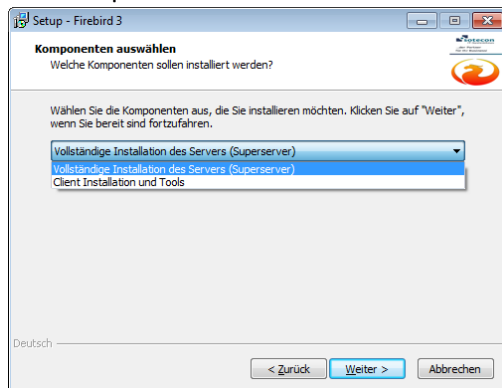 Setup - Firebird 3
Komponenten auswählen
Welche Komponenten sollen installiert werden?
Wählen Sie die Komponenten aus, die Sie installieren möchten. Klicken Sie auf "Weiter",
wenn Sie bereit sind fortzufahren.
Vollständige Installation des Servers (Superserver)
Vollständige Installation des Servers (Superserver)
Client Installation und Tools
Deutsch
< Zurück
Weiter >
Abbrechen